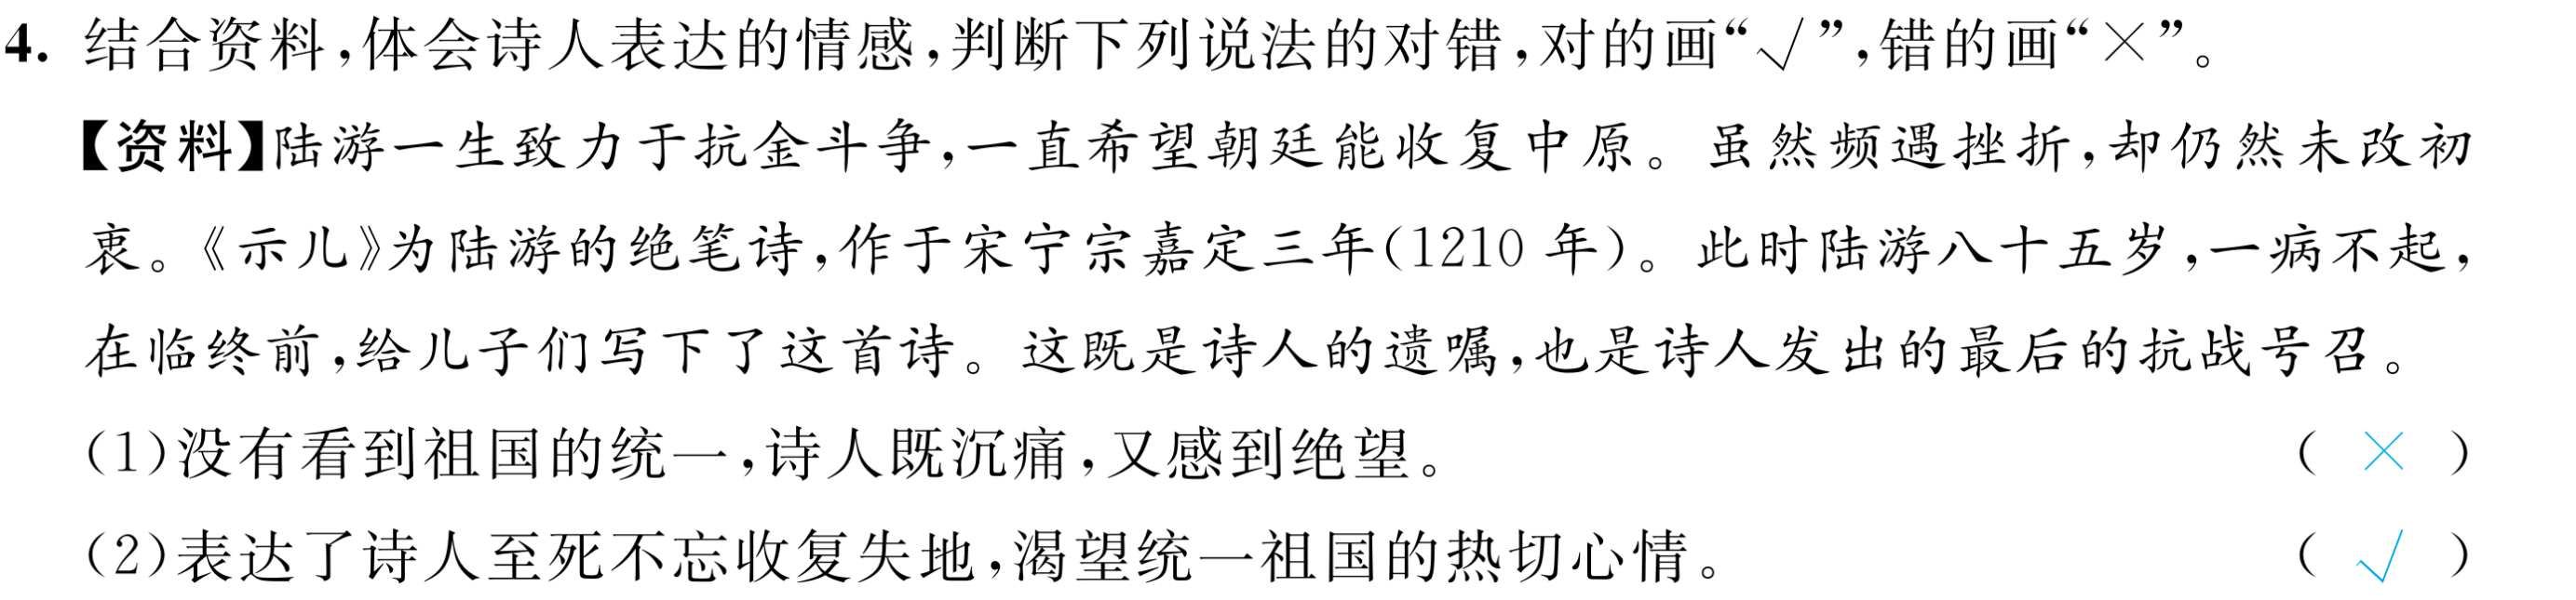 4. 结合资料,体会诗人表达的情感,判断下列说法的对错,对的画“√”,错的画“×”。
【资料】陆游一生致力于抗金斗争,一直希望朝廷能收复中原。虽然频遇挫折,却仍然未改初
衷。《示儿》为陆游的绝笔诗,作于宋宁宗嘉定三年(1210 年)。此时陆游八十五岁,一病不起,
在临终前,给儿子们写下了这首诗。这既是诗人的遗嘱,也是诗人发出的最后的抗战号召。
(1)没有看到祖国的统一,诗人既沉痛,又感到绝望。 ( × )
(2)表达了诗人至死不忘收复失地,渴望统一祖国的热切心情。 ( √ )